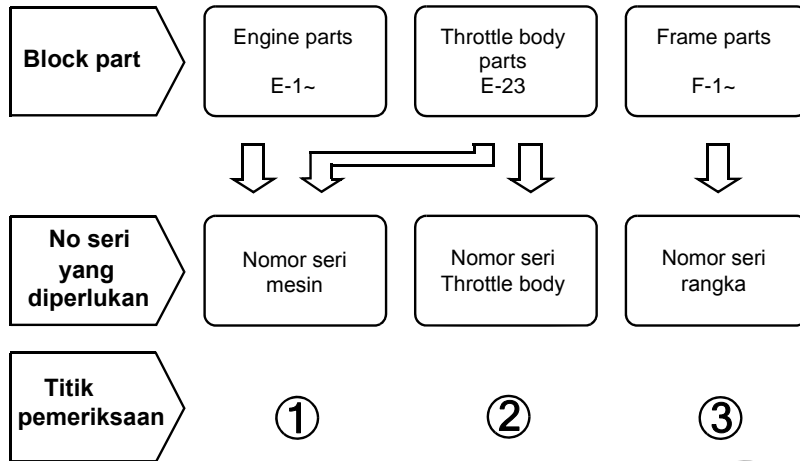 Block part
Engine parts
E-1~
Throttle body
parts
E-23
Frame parts
F-1~
No seri
yang
diperlukan
Nomor seri
mesin
Nomor seri
Throttle body
Nomor seri
rangka
Titik
pemeriksaan
①
②
③